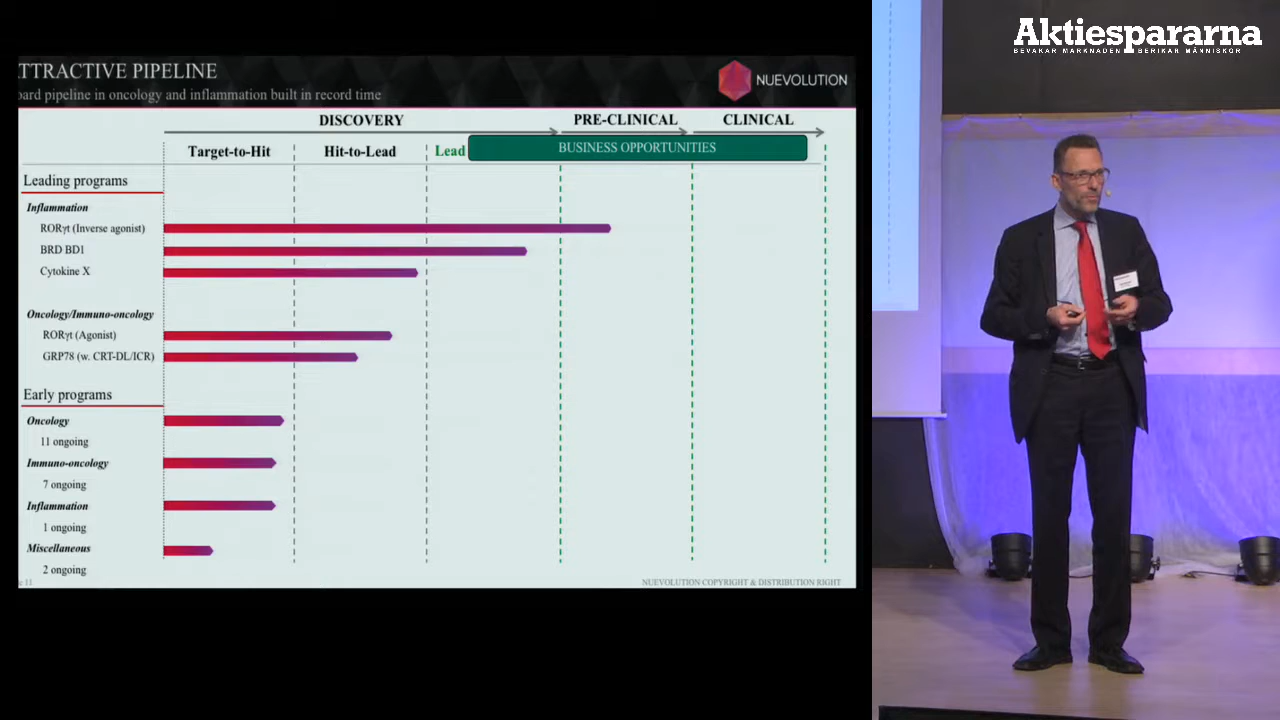 TTRACTIVE PIPELINE
oard pipeline in oncology and inflammation built in record time
NUEVOLUTION
DISCOVERY
PRE-CLINICAL
CLINICAL
Target-to-Hit
Hit-to-Lead
Lead
BUSINESS OPPORTUNITIES
Leading programs
Inflammation
RORγt (Inverse agonist)
BRD BD1
Cytokine X
Oncology/Immuno-oncology
RORγt (Agonist)
GRP78 (w. CRT-DL/ICR)
Early programs
Oncology
11 ongoing
Immuno-oncology
7 ongoing
Inflammation
1 ongoing
Miscellaneous
2 ongoing
11
NUEVOLUTION COPYRIGHT & DISTRIBUTION RIGHT
Aktiespararna
BEVAKAR MARKNADEN BERIKAR MÄNNISKOR